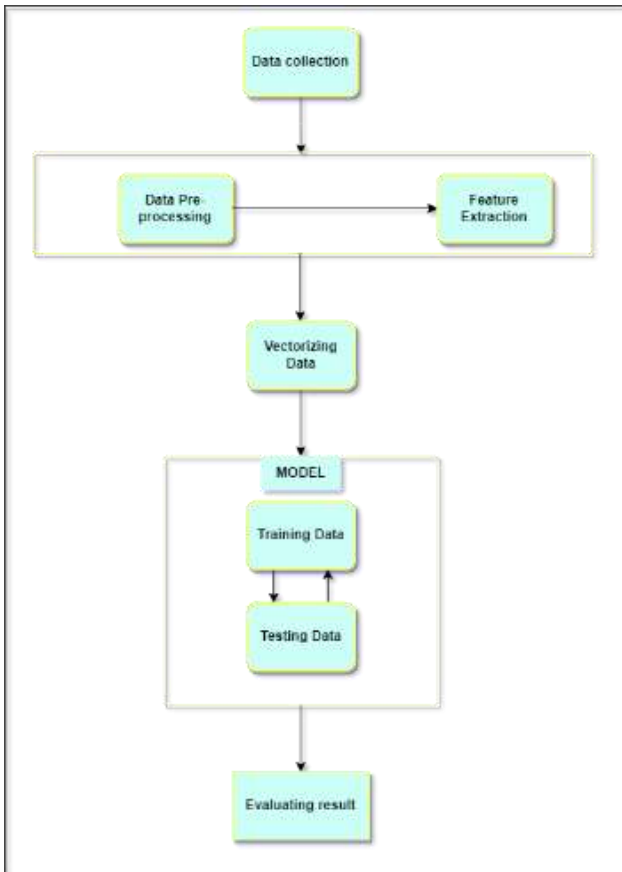 Data collection
Data Pre-
processing
Feature
Extraction
Vectorizing
Data
MODEL
Training Data
Testing Data
Evaluating result